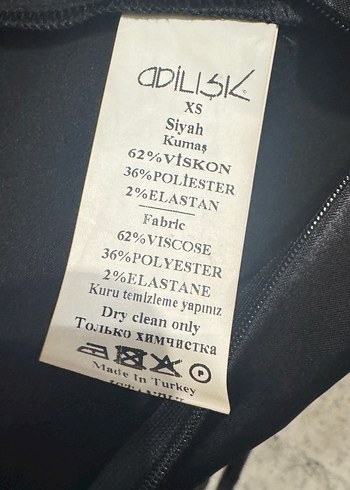 ADILIŞIK
XS
Siyah
Kumaş
62%VİSKON
36%POLİESTER
2%ELASTAN
Fabric
62%VISCOSE
36%POLYESTER
2%ELASTANE
Kuru temizleme yapınız
Dry clean only
Только химчистка
P
Made in Turkey